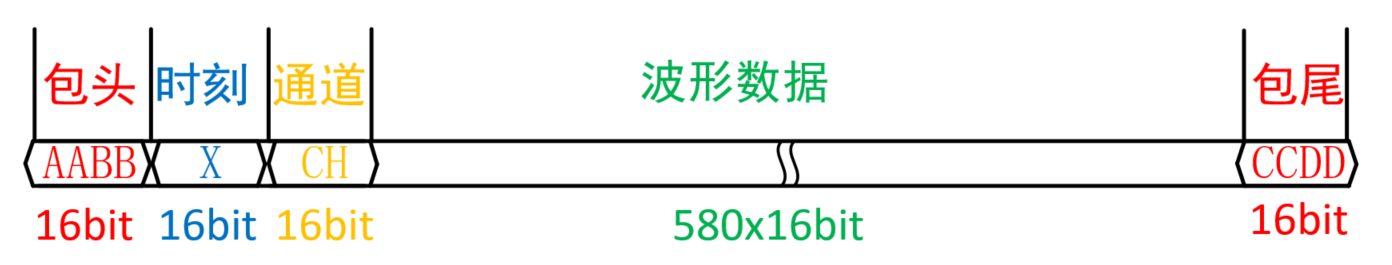 包头 时刻 通道 波形数据 包尾
AABB X CH CCDD
16bit 16bit 16bit 580x16bit 16bit